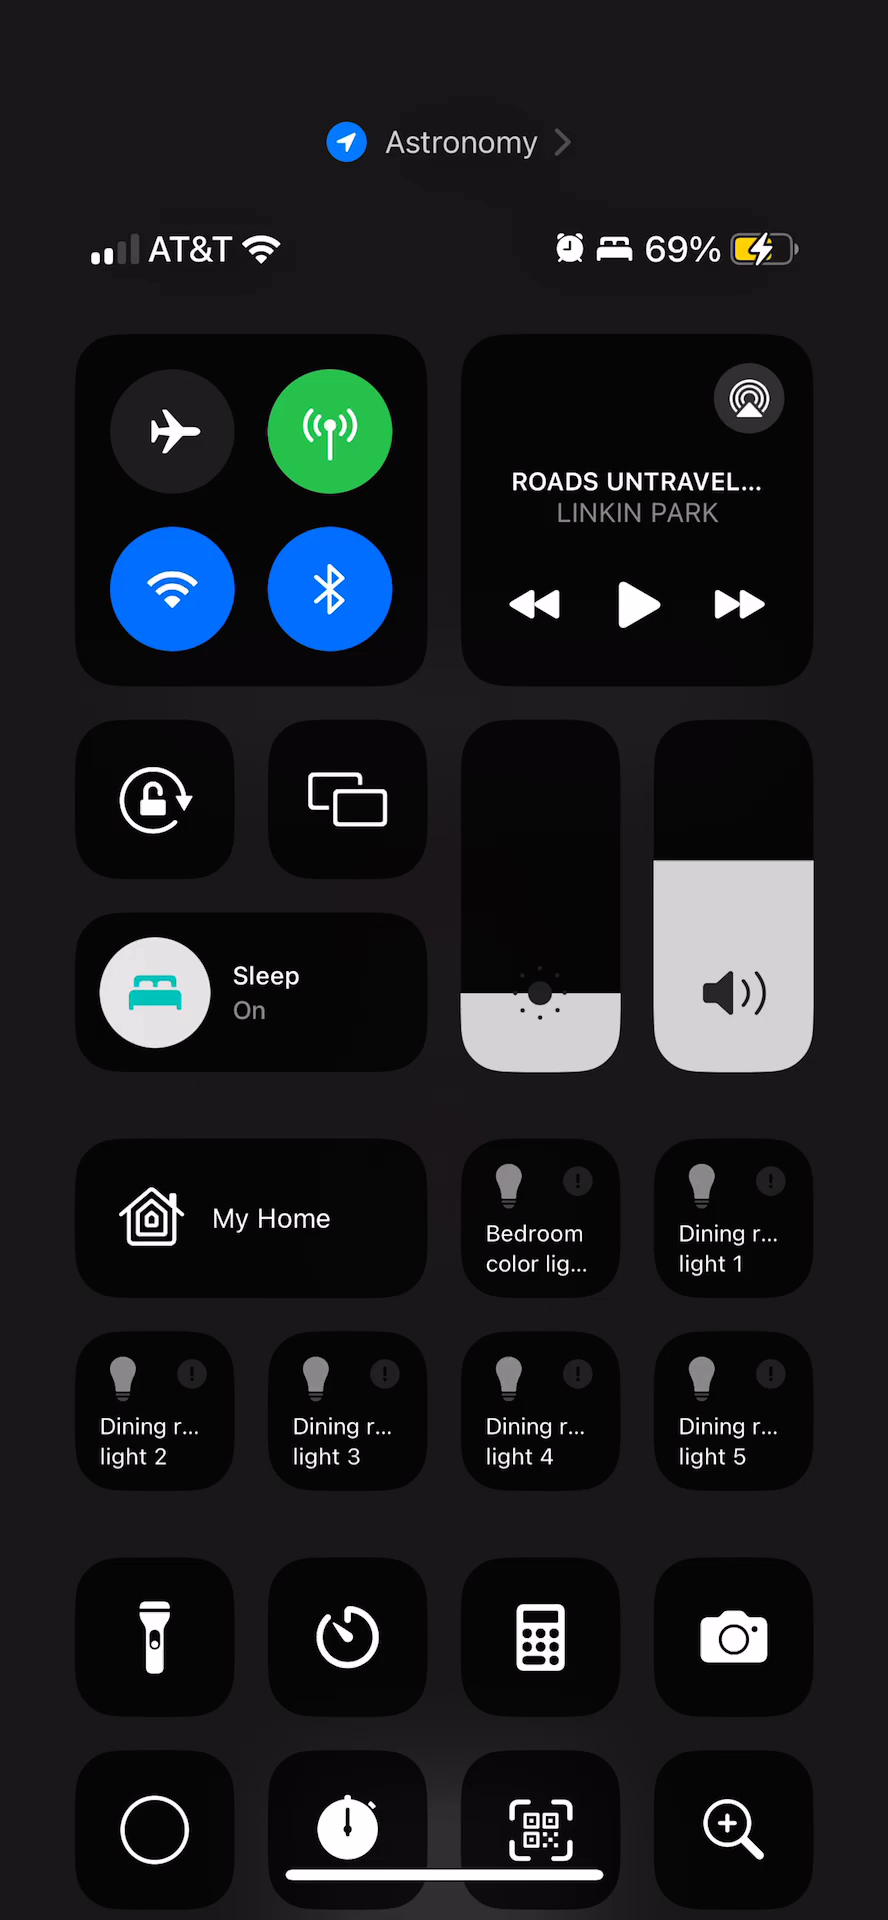 Astronomy
AT&T 69%
ROADS UNTRAVEL...
LINKIN PARK
Sleep
On
My Home
Bedroom
color lig...
Dining r...
light 1
Dining r...
light 2
Dining r...
light 3
Dining r...
light 4
Dining r...
light 5